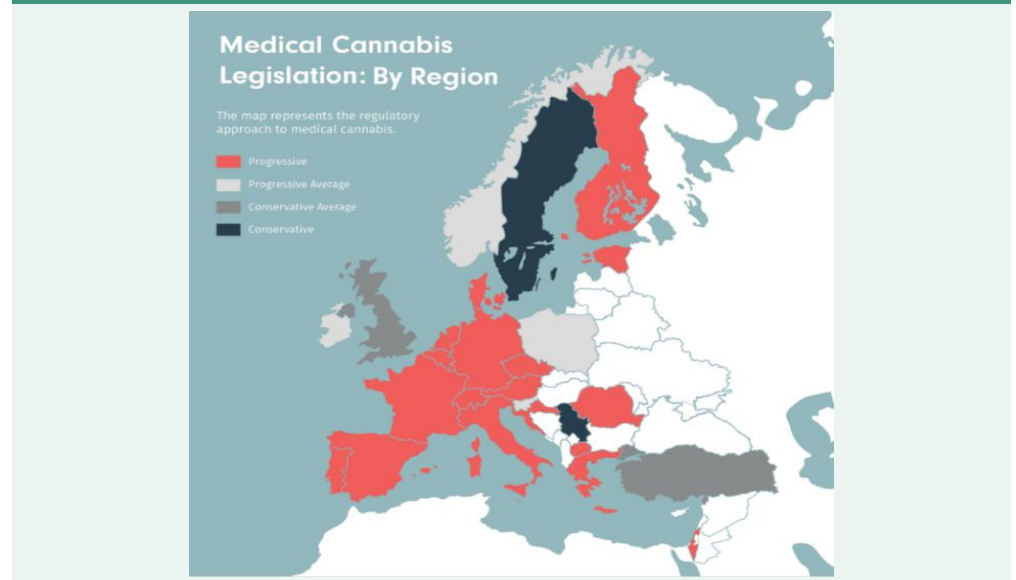 Medical Cannabis
Legislation: By Region
The map represents the regulatory
approach to medical cannabis.
Progressive
Progressive Average
Conservative Average
Conservative